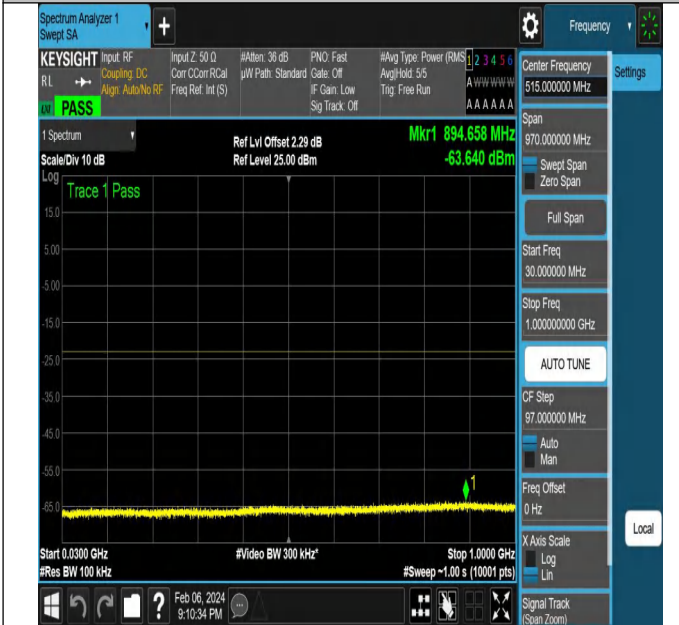 Spectrum Analyzer 1
Swept SA
+
Frequency
KEYSIGHT
RL
PASS
Input: RF
Coupling: DC
Align: Auto/No RF
Input Z: 50 Ω
Corr CCorr RCal
Freq Ref: Int (S)
#Atten: 36 dB
µW Path: Standard
PNO: Fast
Gate: Off
IF Gain: Low
Sig Track: Off
#Avg Type: Power (RMS
Avg|Hold: 5/5
Trig: Free Run
1 2 3 4 5 6
A W W W W W
A A A A A A
1 Spectrum
Scale/Div 10 dB
Ref Lvl Offset 2.29 dB
Ref Level 25.00 dBm
Mkr1 894.658 MHz
-63.640 dBm
Log
Trace 1 Pass
15.0
5.00
-5.00
-15.0
-25.0
-35.0
-45.0
-55.0
-65.0
1
Start 0.0300 GHz
#Res BW 100 kHz
#Video BW 300 kHz*
Stop 1.0000 GHz
#Sweep ~1.00 s (10001 pts)
?
Feb 06, 2024
9:10:34 PM
Center Frequency
515.000000 MHz
Settings
Span
970.000000 MHz
Swept Span
Zero Span
Full Span
Start Freq
30.000000 MHz
Stop Freq
1.000000000 GHz
AUTO TUNE
CF Step
97.000000 MHz
Auto
Man
Freq Offset
0 Hz
X Axis Scale
Log
Lin
Local
Signal Track
(Span Zoom)